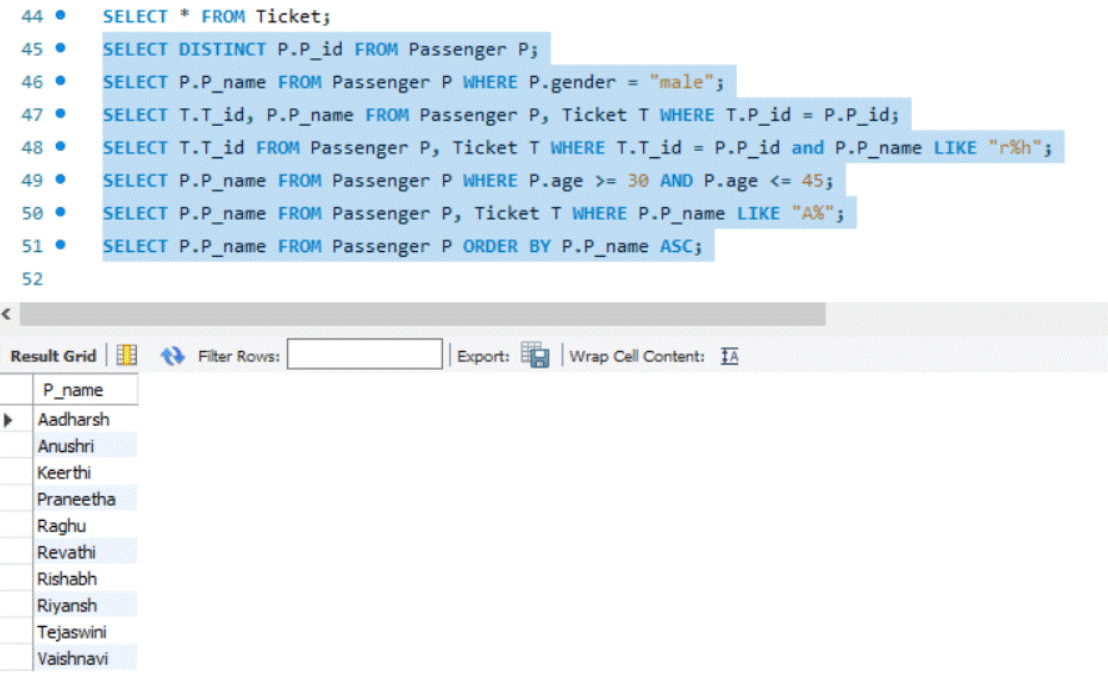 44 SELECT * FROM Ticket;
45 SELECT DISTINCT P.P_id FROM Passenger P;
46 SELECT P.P_name FROM Passenger P WHERE P.gender = "male";
47 SELECT T.T_id, P.P_name FROM Passenger P, Ticket T WHERE T.P_id = P.P_id;
48 SELECT T.T_id FROM Passenger P, Ticket T WHERE T.T_id = P.P_id and P.P_name LIKE "r%h";
49 SELECT P.P_name FROM Passenger P WHERE P.age >= 30 AND P.age <= 45;
50 SELECT P.P_name FROM Passenger P, Ticket T WHERE P.P_name LIKE "A%";
51 SELECT P.P_name FROM Passenger P ORDER BY P.P_name ASC;
52
Result Grid Filter Rows: Export: Wrap Cell Content: IA
P_name
Aadharsh
Anushri
Keerthi
Praneetha
Raghu
Revathi
Rishabh
Riyansh
Tejaswini
Vaishnavi